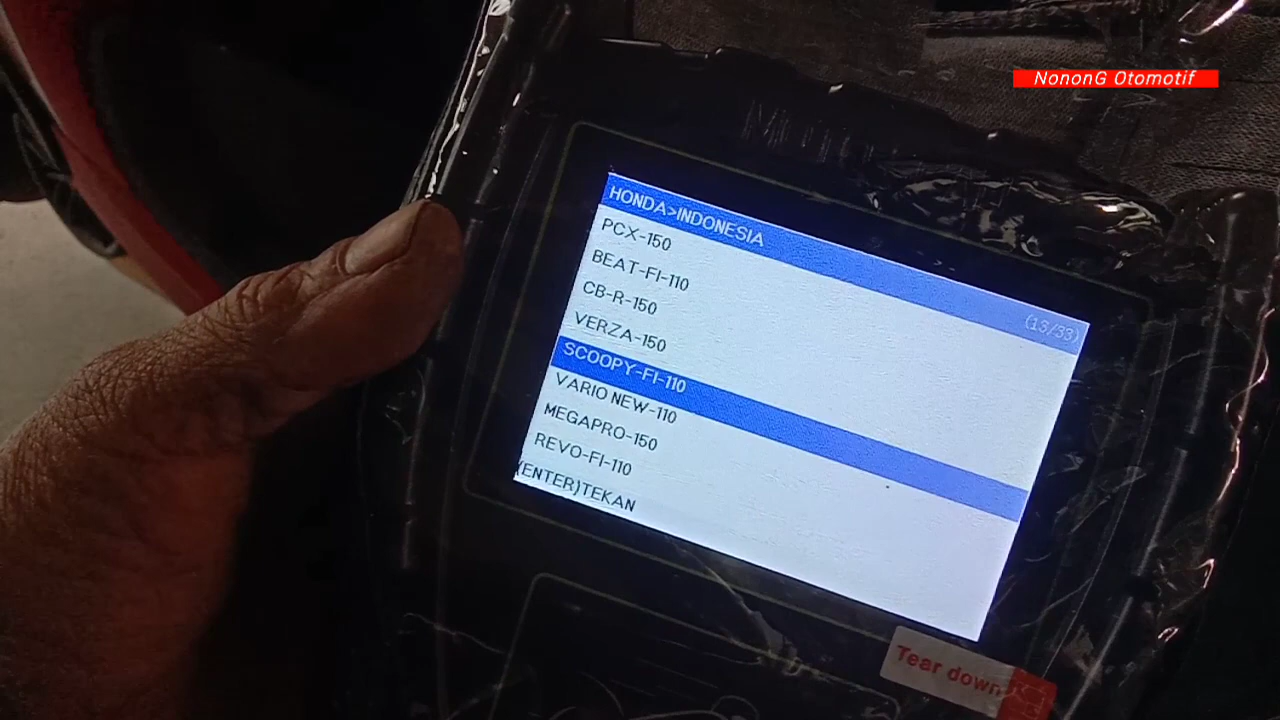 NononG Otomotif
HONDA>INDONESIA
(13/33)
PCX-150
BEAT-FI-110
CB-R-150
VERZA-150
SCOOPY-FI-110
VARIO NEW-110
MEGAPRO-150
REVO-FI-110
(ENTER)TEKAN
Tear down